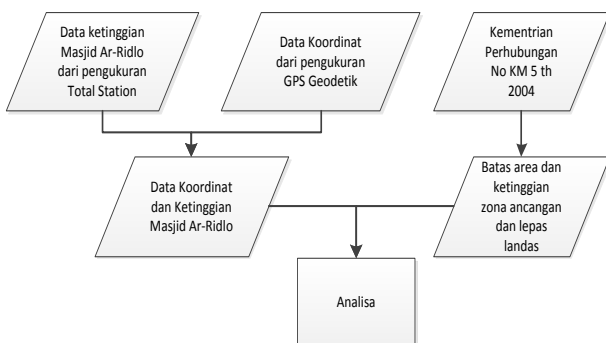 Data ketinggian
Masjid Ar-Ridlo
dari pengukuran
Total Station
Data Koordinat
dari pengukuran
GPS Geodetik
Kementrian
Perhubungan
No KM 5 th
2004
Data Koordinat
dan Ketinggian
Masjid Ar-Ridlo
Batas area dan
ketinggian
zona ancangan
dan lepas
landas
Analisa